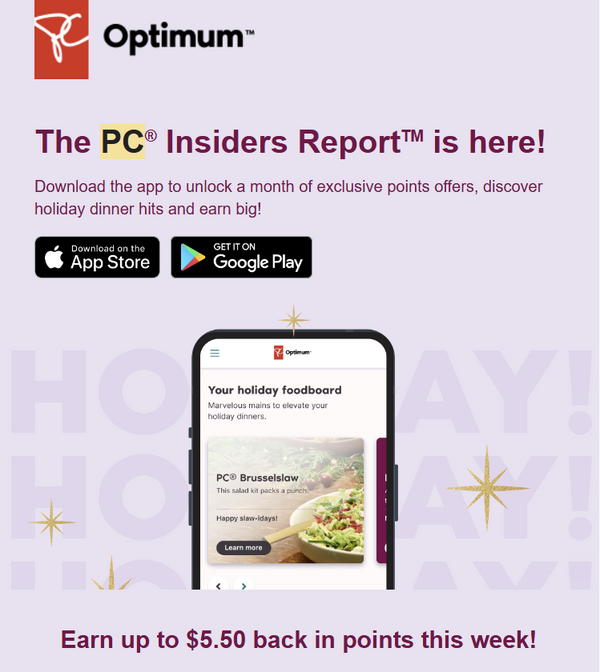 Optimum™
The PC® Insiders Report™ is here!
Download the app to unlock a month of exclusive points offers, discover
holiday dinner hits and earn big!
Download on the
App Store
GET IT ON
Google Play
Optimum™
Your holiday foodboard
Marvelous mains to elevate your
holiday dinners.
PC® Brusselslaw
This salad kit packs a punch.
Happy slaw-idays!
Learn more
Earn up to $5.50 back in points this week!